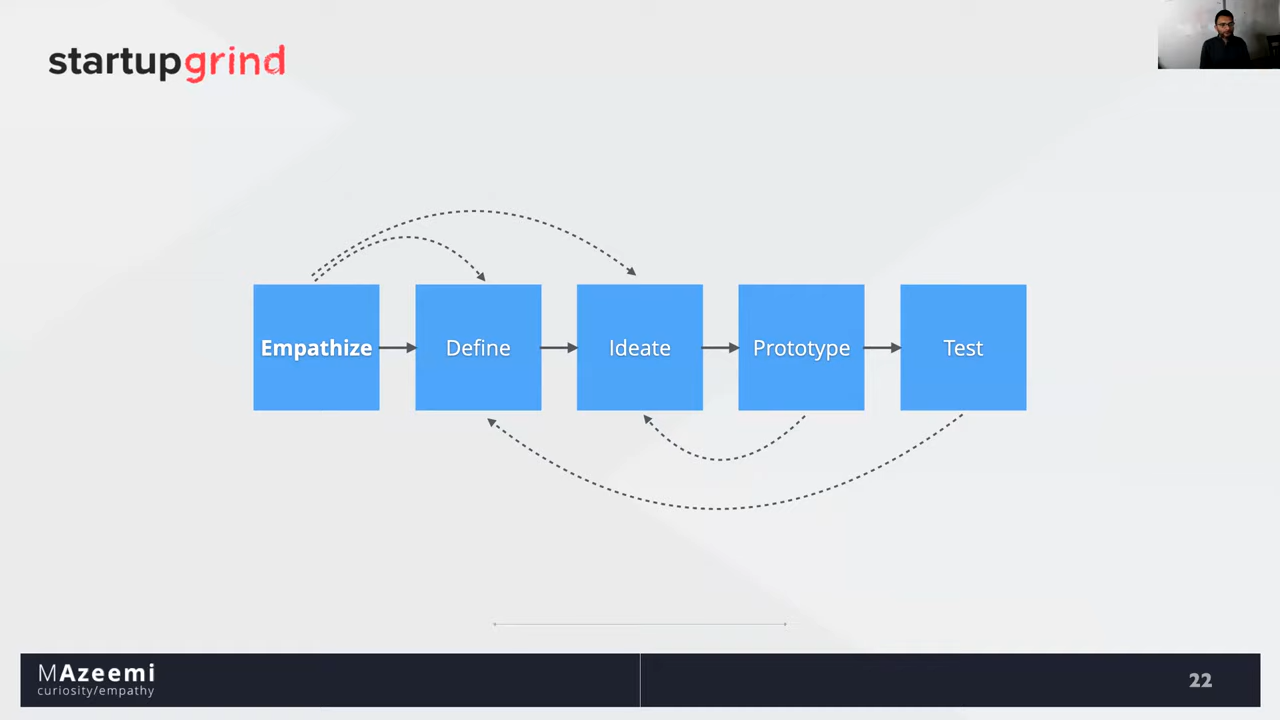 startupgrind
Empathize
Define
Ideate
Prototype
Test
MAzeemi
curiosity/empathy
22